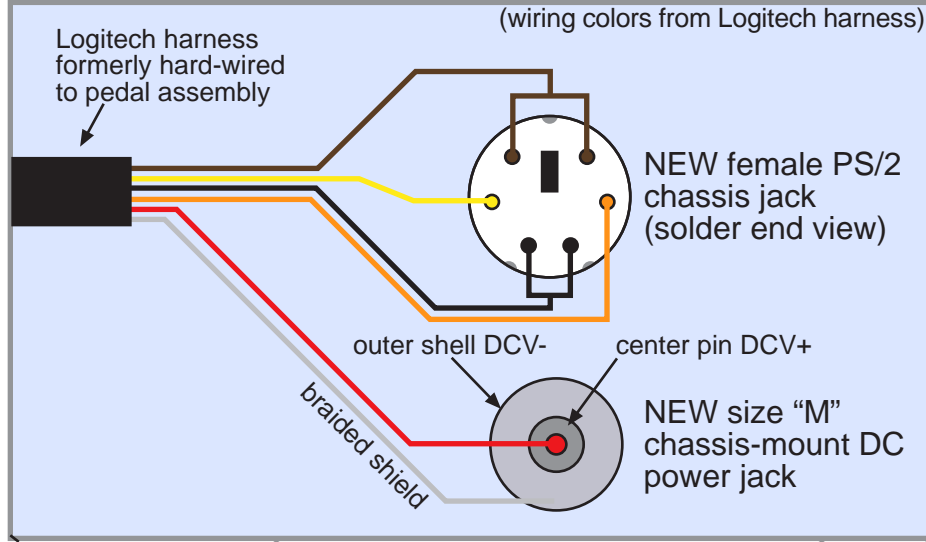 (wiring colors from Logitech harness)
Logitech harness
formerly hard-wired
to pedal assembly
NEW female PS/2
chassis jack
(solder end view)
outer shell DCV-
center pin DCV+
braided shield
NEW size “M”
chassis-mount DC
power jack